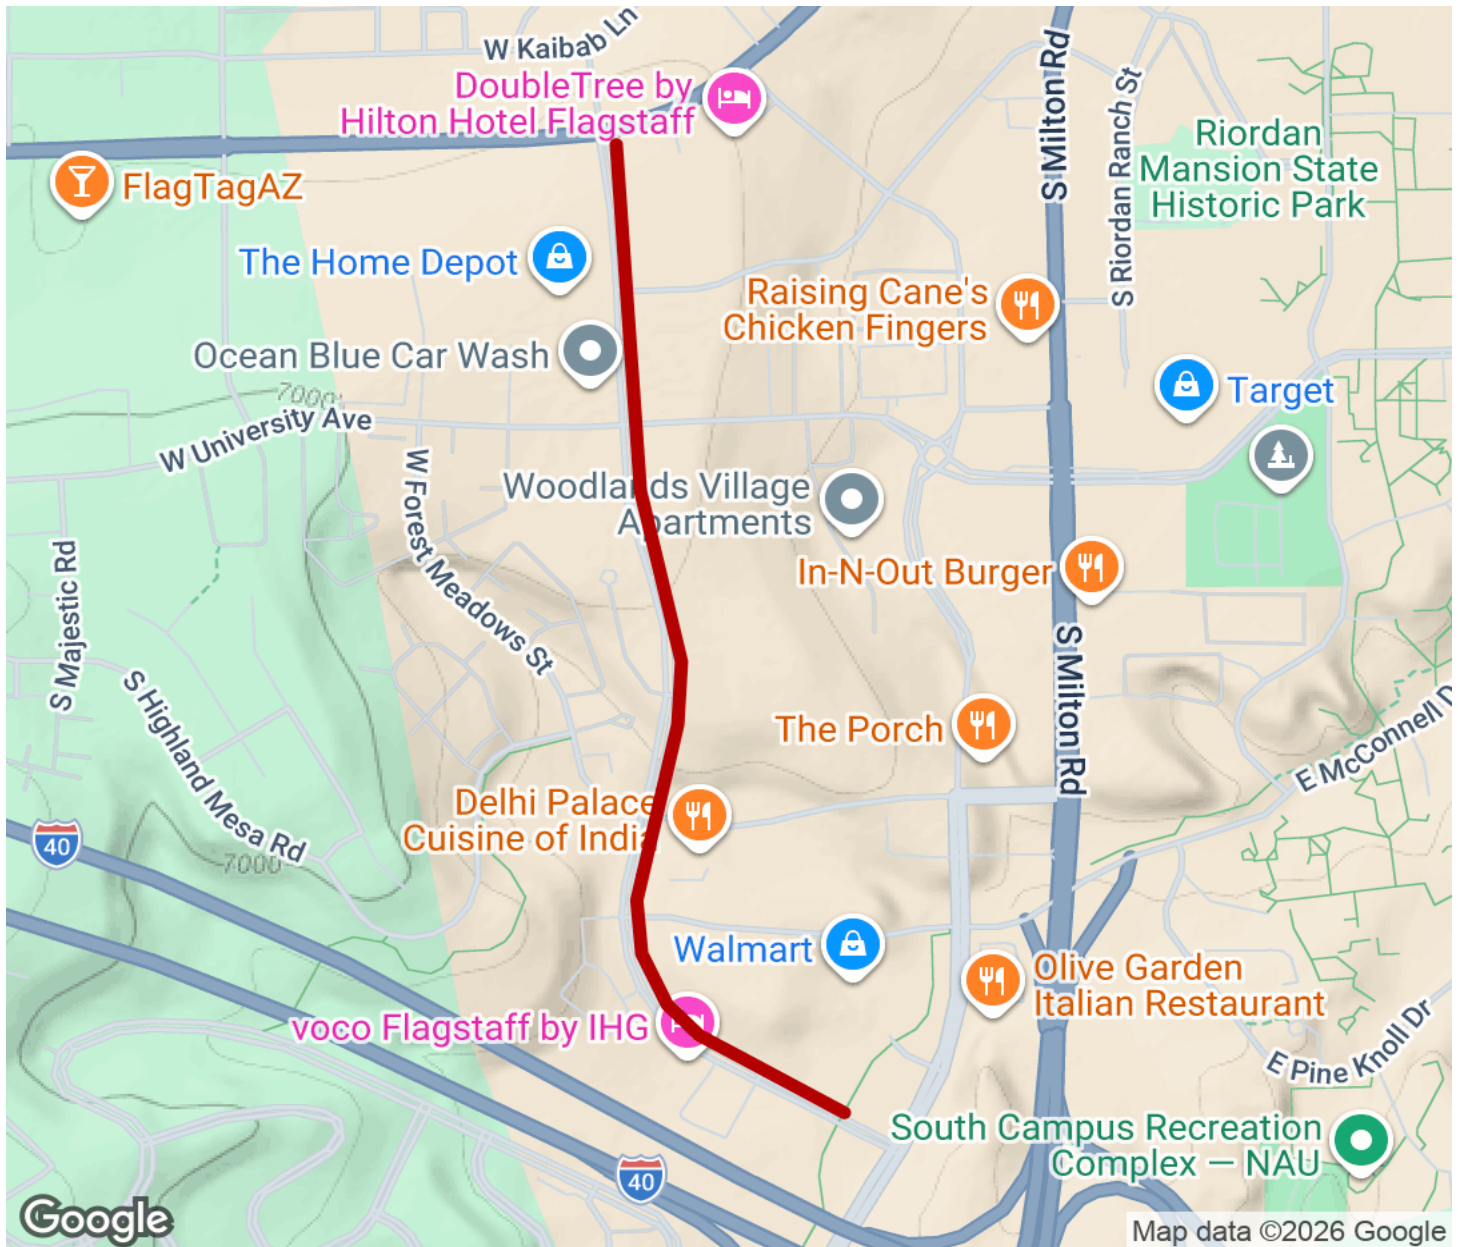 W Kaibab Ln
DoubleTree by
Hilton Hotel Flagstaff
S Milton Rd
S Riordan Ranch St
Riordan
Mansion State
Historic Park
FlagTagAZ
The Home Depot
Raising Cane's
Chicken Fingers
Ocean Blue Car Wash
Target
7000
W University Ave
W Forest Meadows St
Woodlands Village
Apartments
In-N-Out Burger
S Majestic Rd
S Milton Rd
S Highland Mesa Rd
The Porch
E McConnell D
Delhi Palace
Cuisine of India
40
7000
Walmart
Olive Garden
Italian Restaurant
voco Flagstaff by IHG
E Pine Knoll Dr
South Campus Recreation
Complex — NAU
40
Google
Map data ©2026 Google